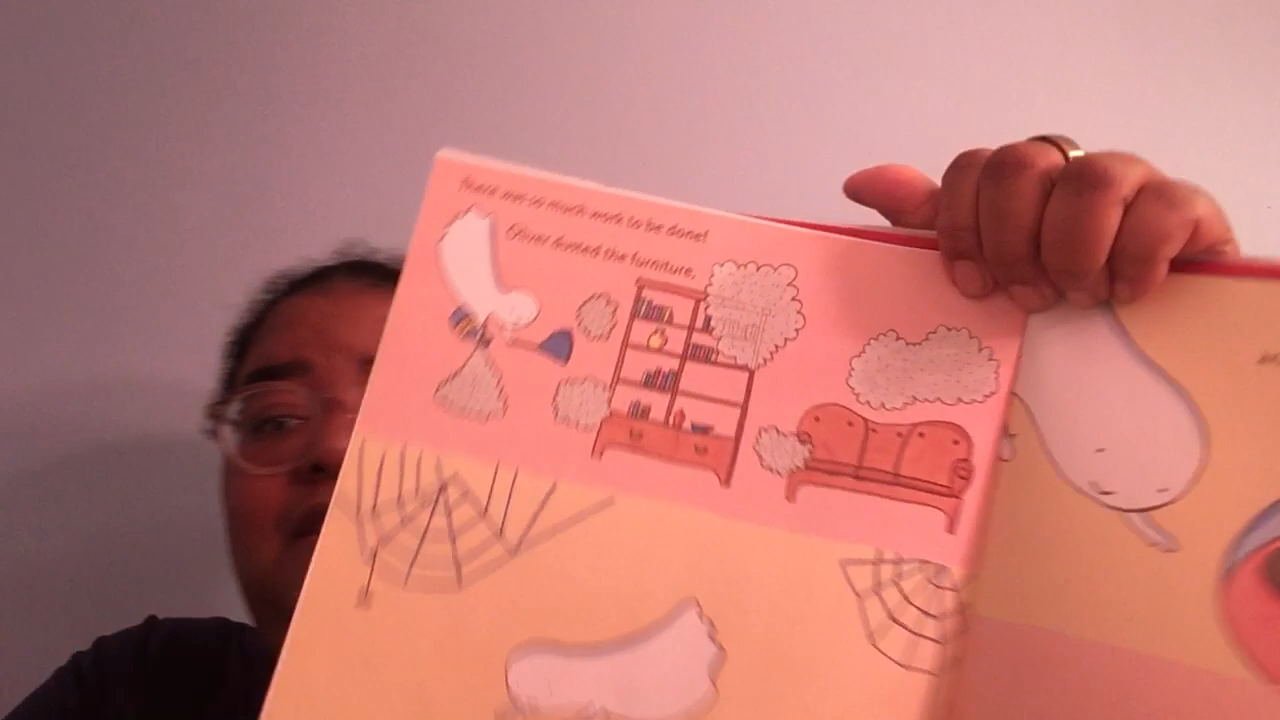 There was so much work to be done!
Oliver dusted the furniture,